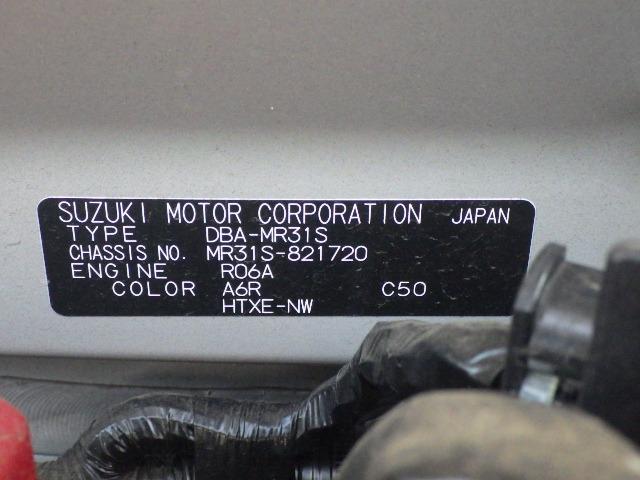 SUZUKI MOTOR CORPORATION JAPAN
TYPE DBA-MR31S
CHASSIS NO. MR31S-821720
ENGINE R06A
COLOR A6R C50
HTXE-NW